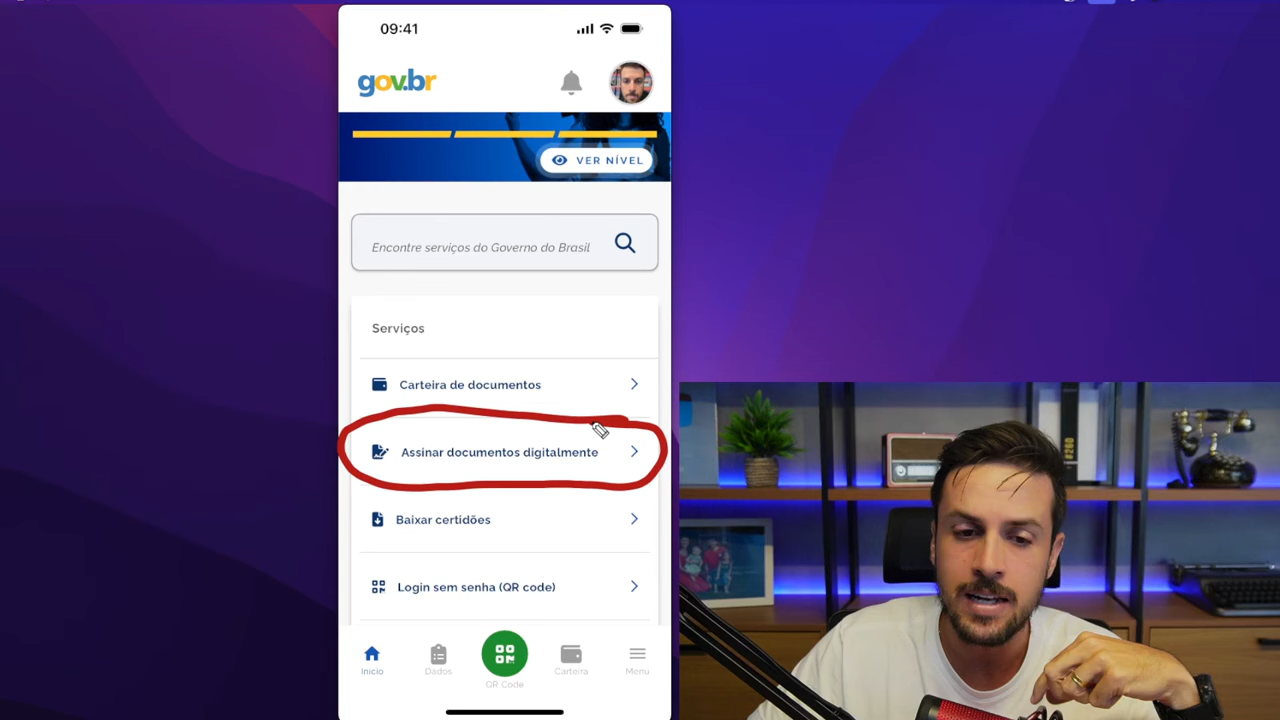 09:41
gov.br
VER NÍVEL
Encontre serviços do Governo do Brasil
Serviços
Carteira de documentos
Assinar documentos digitalmente
Baixar certidões
Login sem senha (QR code)
Início
Dados
QR Code
Carteira
Menu
#260